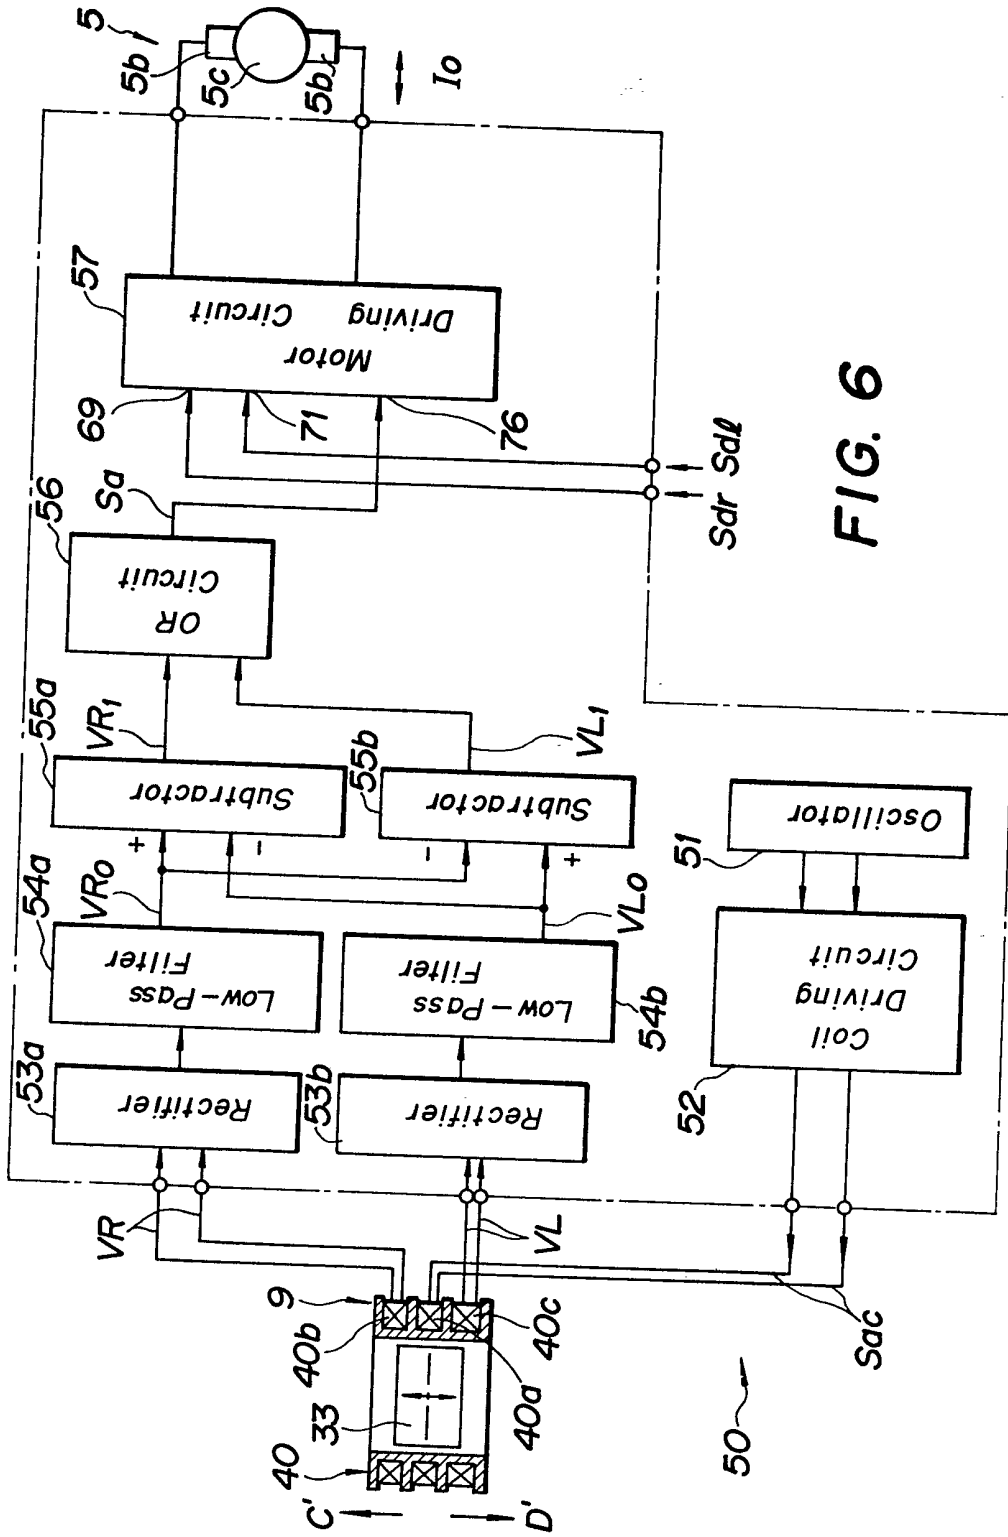 5
5b
5c
5b
Io
57
Motor
Driving
Circuit
69
71
76
Sa
56
OR
Circuit
Sdr
Sdl
55a
VR1
Subtractor
+
-
55b
VL1
Subtractor
-
+
54a
VR0
Low-Pass
Filter
VL0
54b
Low-Pass
Filter
53a
Rectifier
53b
Rectifier
51
Oscillator
52
Coil
Driving
Circuit
VR
VL
9
40b
40c
40a
33
40
C'
D'
Sac
50
FIG. 6